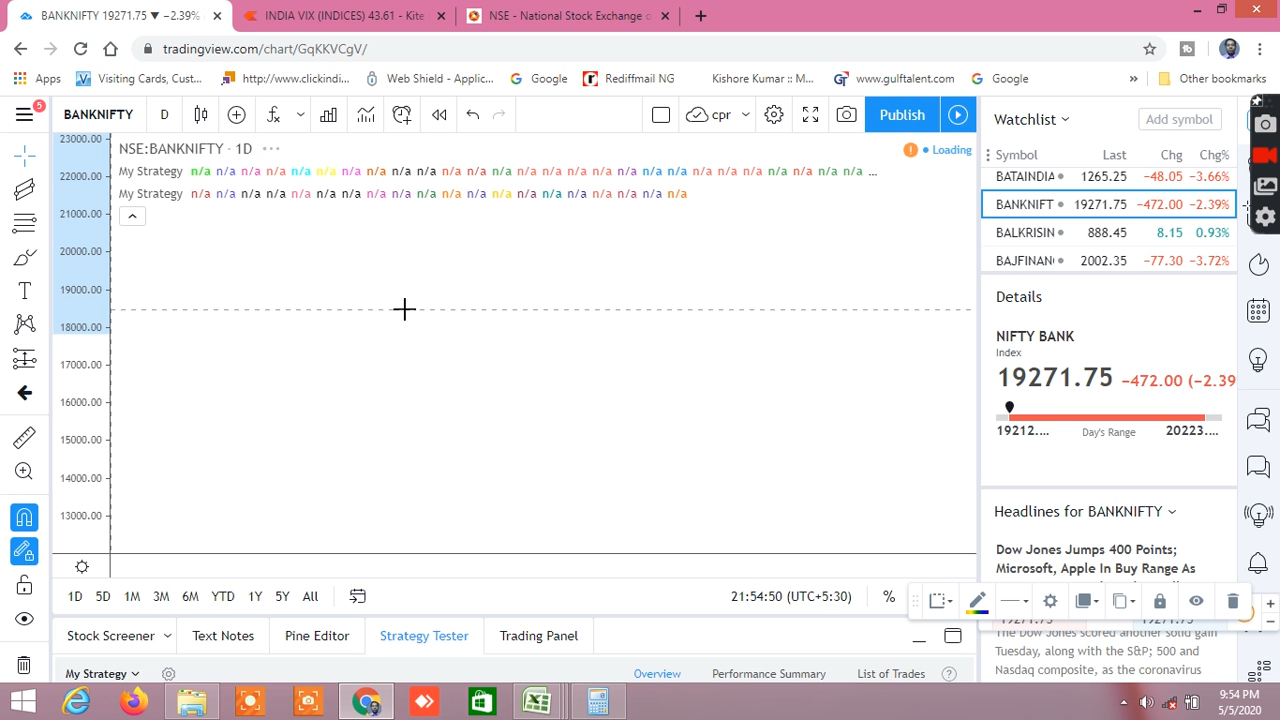 BANKNIFTY 19271.75 ▼ −2.39%
INDIA VIX (INDICES) 43.61 - Kite
NSE - National Stock Exchange
tradingview.com/chart/GqKKVCgV/
Apps
Visiting Cards, Cust...
http://www.clickindi...
Web Shield - Applic...
Google
Rediffmail NG
Kishore Kumar :: M...
www.gulftalent.com
Google
»
Other bookmarks
5
BANKNIFTY
D
cpr
Publish
NSE:BANKNIFTY · 1D
Loading
My Strategy n/a n/a n/a n/a n/a n/a n/a n/a n/a n/a n/a n/a n/a n/a n/a n/a n/a n/a n/a n/a n/a n/a n/a n/a n/a n/a n/a ...
My Strategy n/a n/a n/a n/a n/a n/a n/a n/a n/a n/a n/a n/a n/a n/a n/a n/a n/a n/a n/a n/a
23000.00
22000.00
21000.00
20000.00
19000.00
18000.00
17000.00
16000.00
15000.00
14000.00
13000.00
1D 5D 1M 3M 6M YTD 1Y 5Y All
21:54:50 (UTC+5:30)
%
Stock Screener
Text Notes
Pine Editor
Strategy Tester
Trading Panel
My Strategy
Overview
Performance Summary
List of Trades
Watchlist
Add symbol
Symbol Last Chg Chg%
BATAINDIA 1265.25 −48.05 −3.66%
BANKNIFT 19271.75 −472.00 −2.39%
BALKRISIN 888.45 8.15 0.93%
BAJFINAN 2002.35 −77.30 −3.72%
Details
NIFTY BANK
Index
19271.75 −472.00 (−2.39
19212.... Day's Range 20223....
Headlines for BANKNIFTY
Dow Jones Jumps 400 Points;
Microsoft, Apple In Buy Range As
The Dow Jones scored another solid gain
Tuesday, along with the S&P; 500 and
Nasdaq composite, as the coronavirus
9:54 PM
5/5/2020